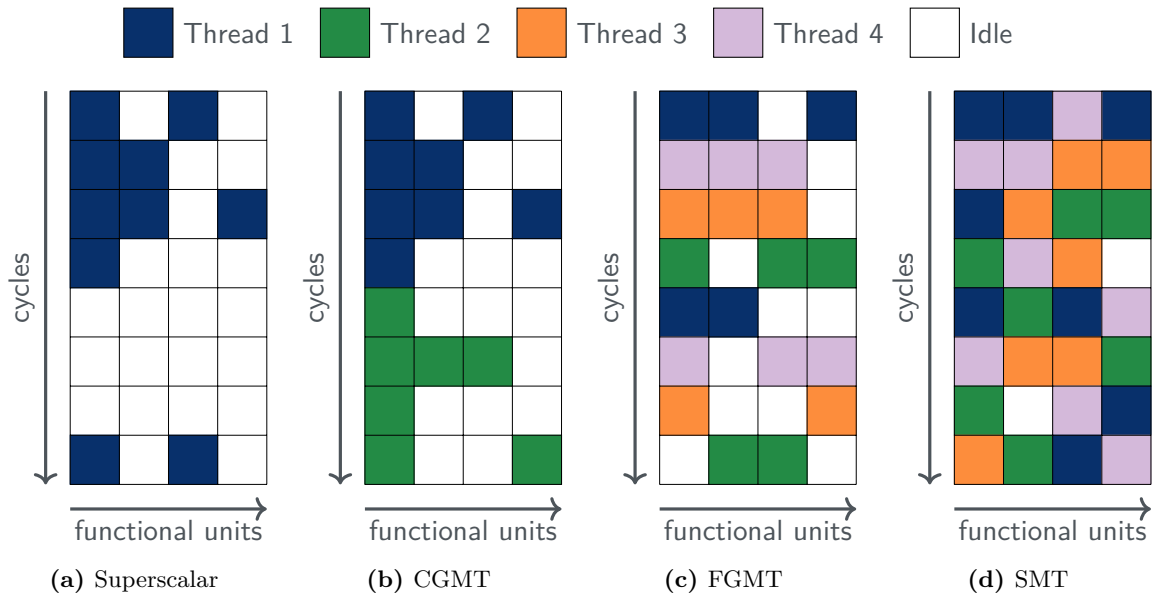 Thread 1 Thread 2 Thread 3 Thread 4 Idle
cycles cycles cycles cycles
functional units functional units functional units functional units
(a) Superscalar (b) CGMT (c) FGMT (d) SMT